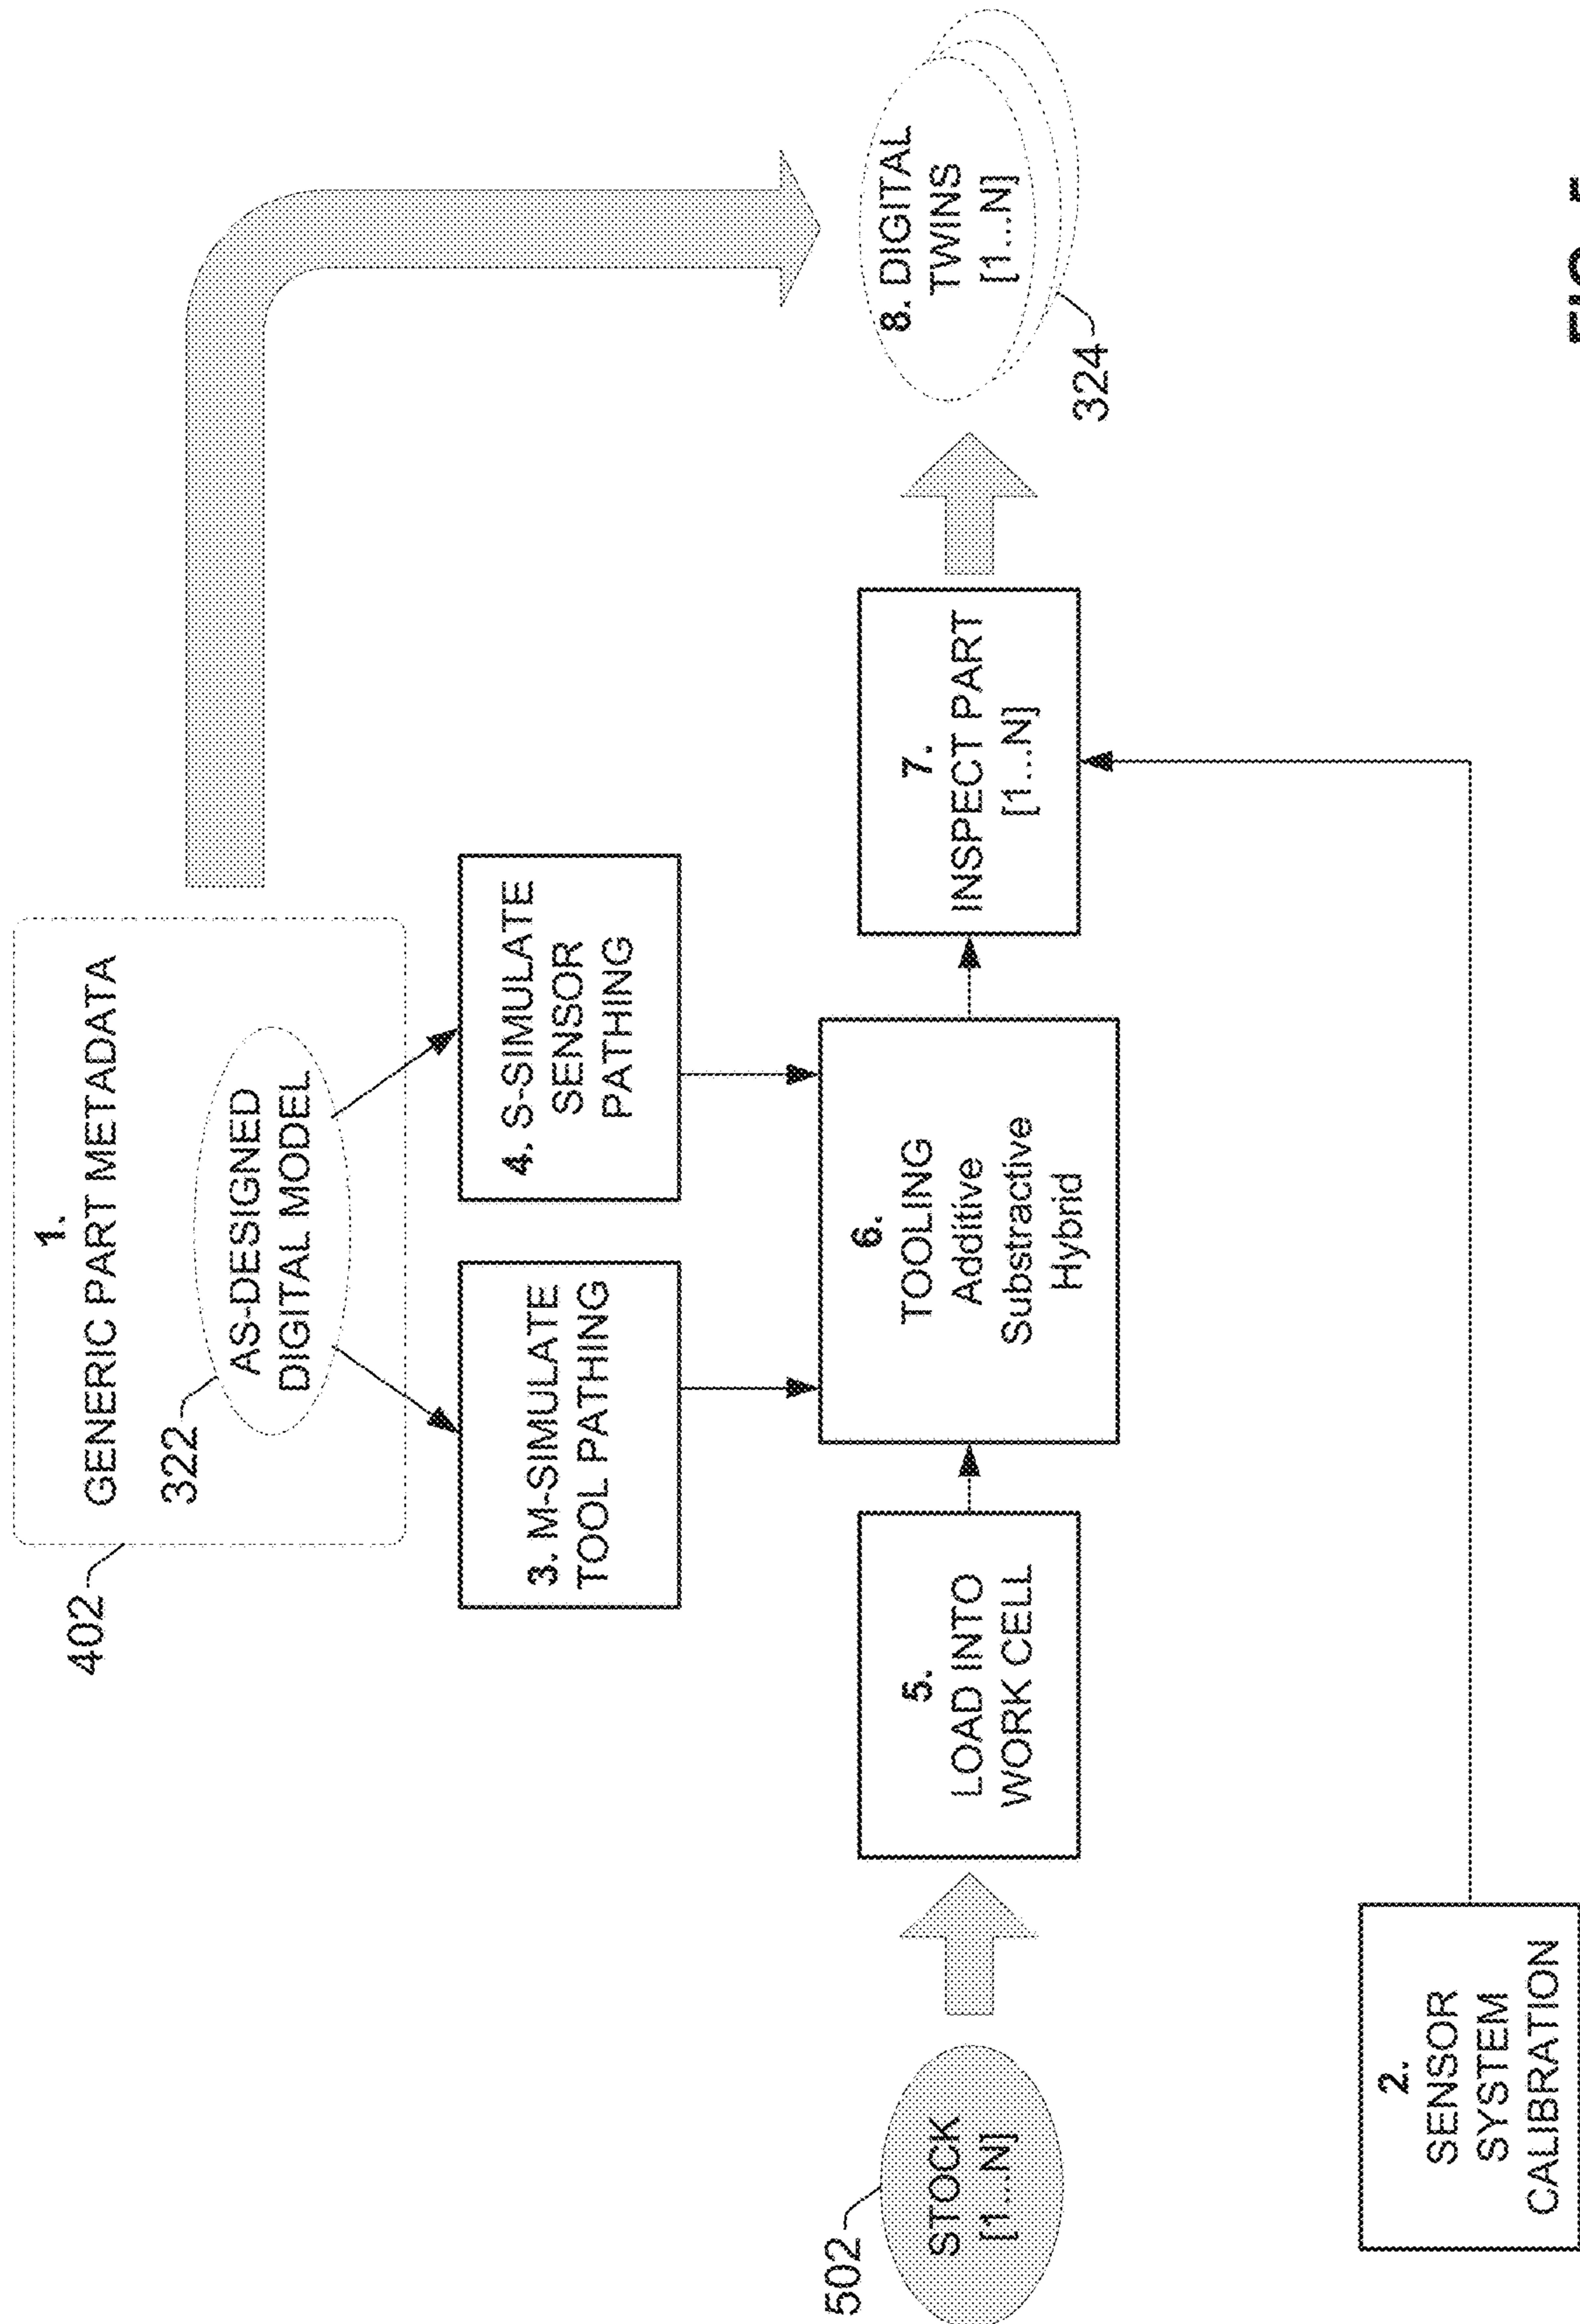 1.
GENERIC PART METADATA
AS-DESIGNED
DIGITAL MODEL
322
402
3. M-SIMULATE
TOOL PATHING
4. S-SIMULATE
SENSOR
PATHING
STOCK
[1...N]
502
5.
LOAD INTO
WORK CELL
6.
TOOLING
Additive
Substractive
Hybrid
7.
INSPECT PART
[1...N]
8. DIGITAL
TWINS
[1...N]
324
2.
SENSOR
SYSTEM
CALIBRATION